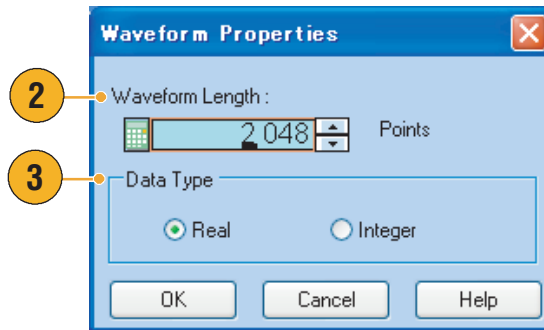 Waveform Properties
2
Waveform Length :
2 048 Points
3
Data Type
Real Integer
OK Cancel Help